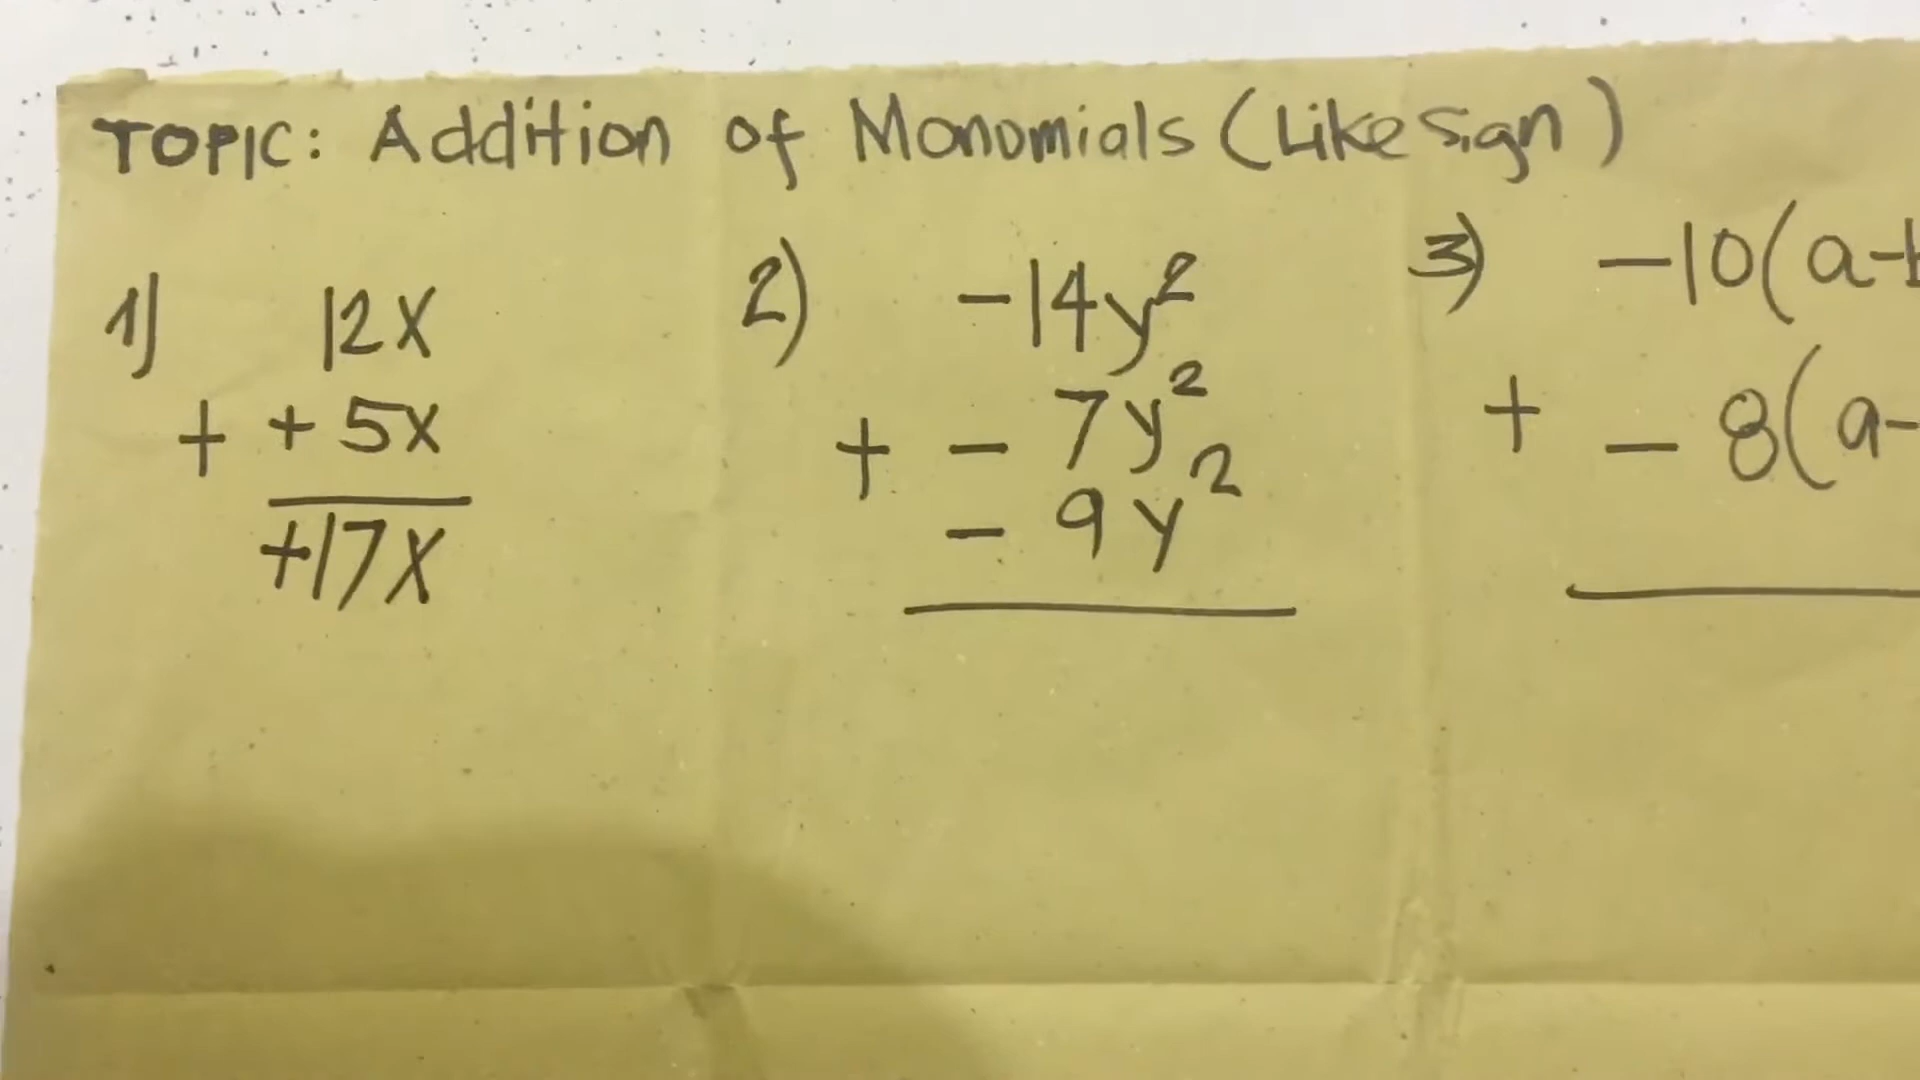 TOPIC: Addition of Monomials (Like Sign)
1) 12x
+ + 5x
+17x
2) -14y²
- 7y²
+ - 9y²
3) -10(a-b
+ - 8(a-